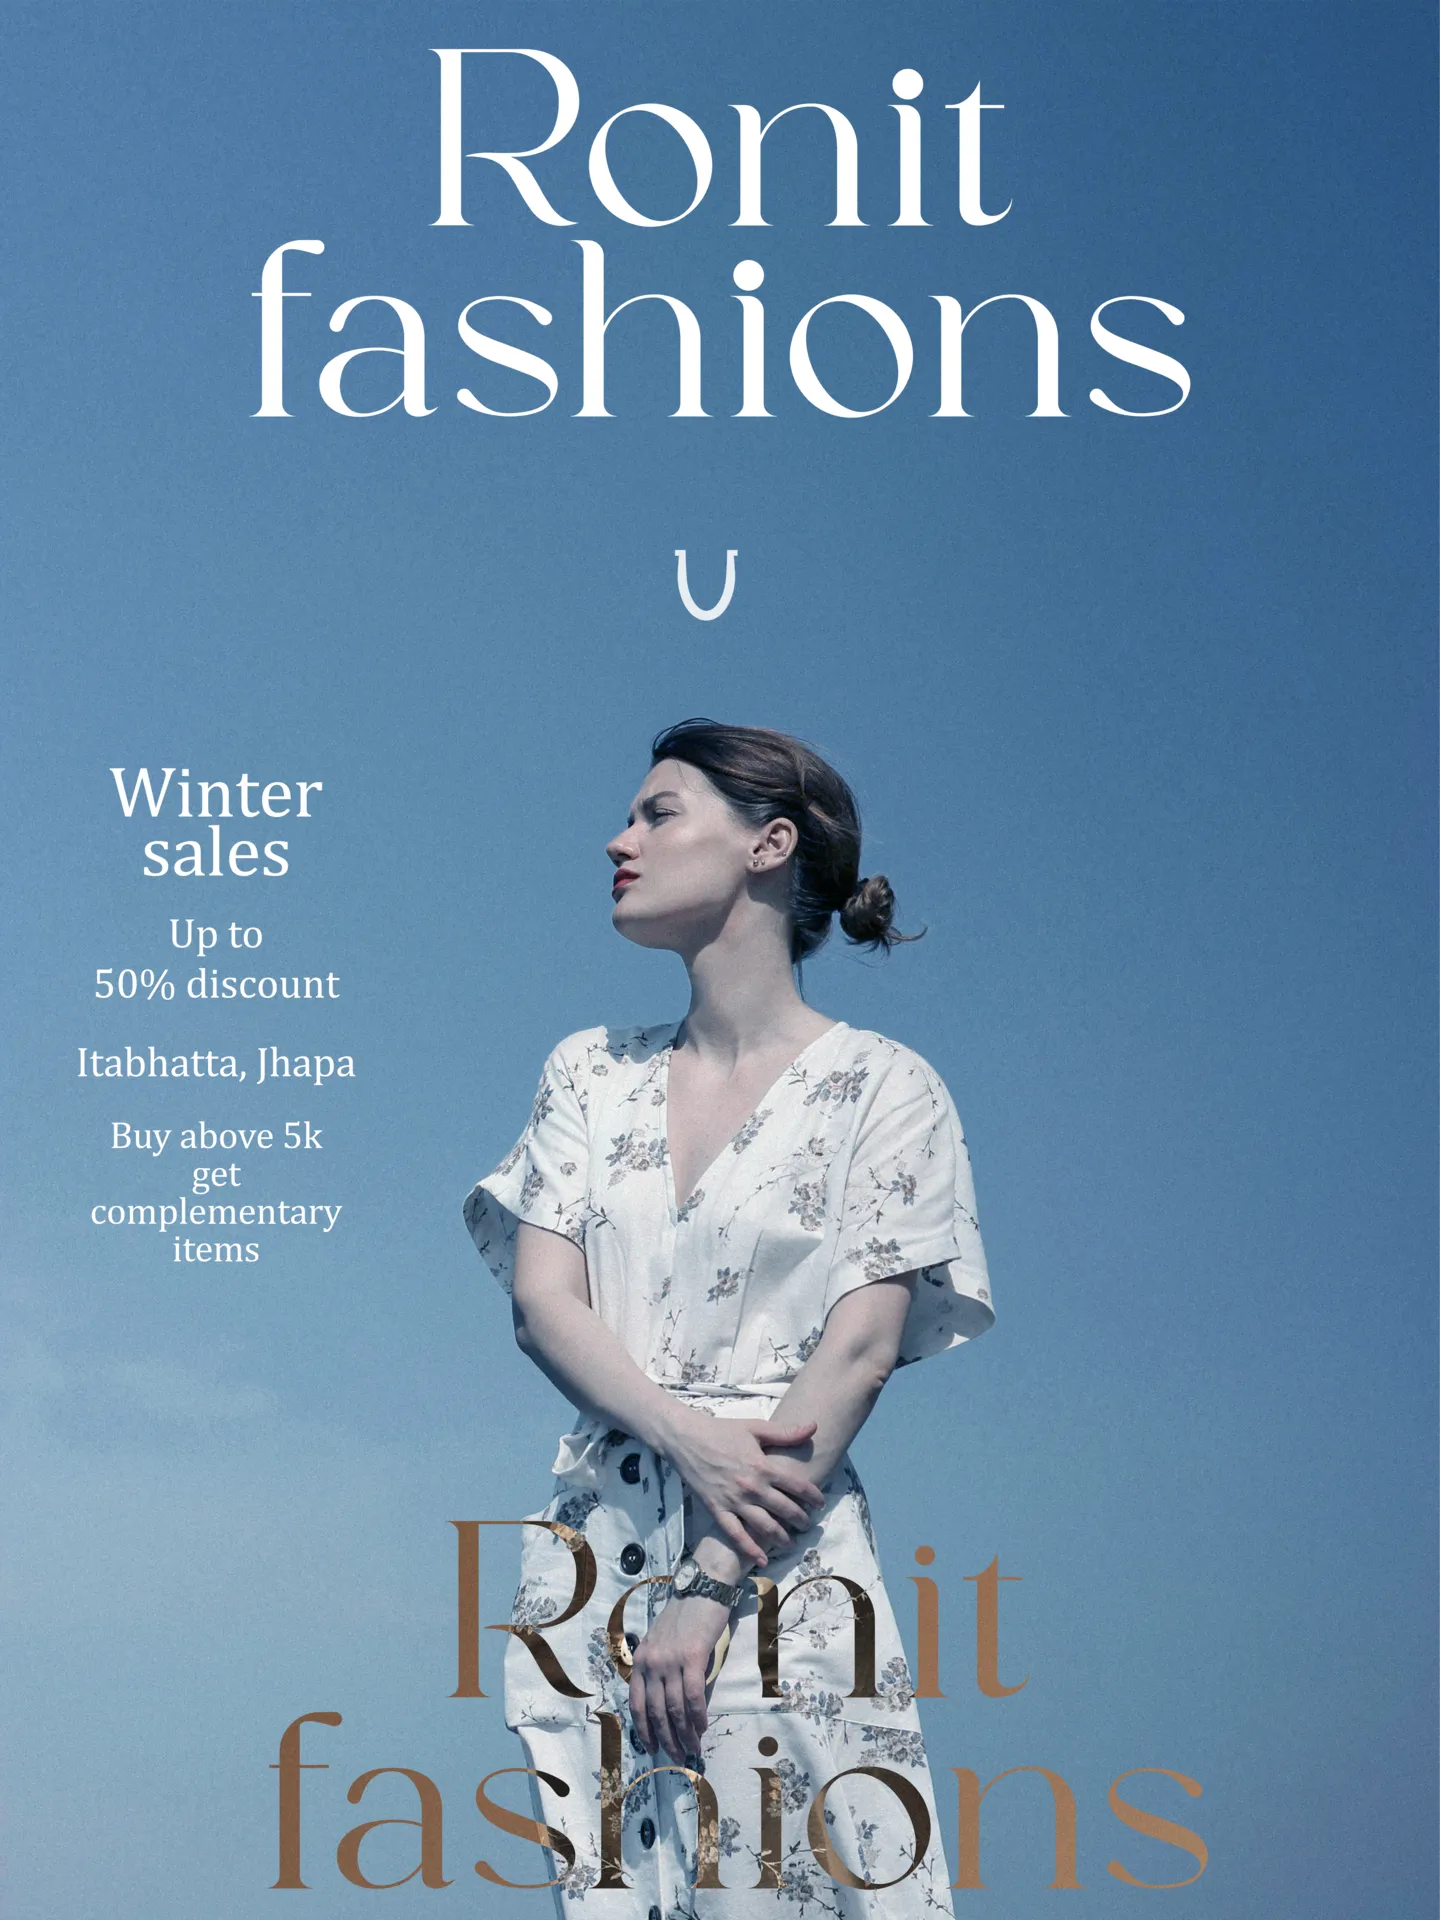 Ronit
fashions
U
Winter
sales
Up to
50% discount
Itabhatta, Jhapa
Buy above 5k
get
complementary
items
Ronit
fashions